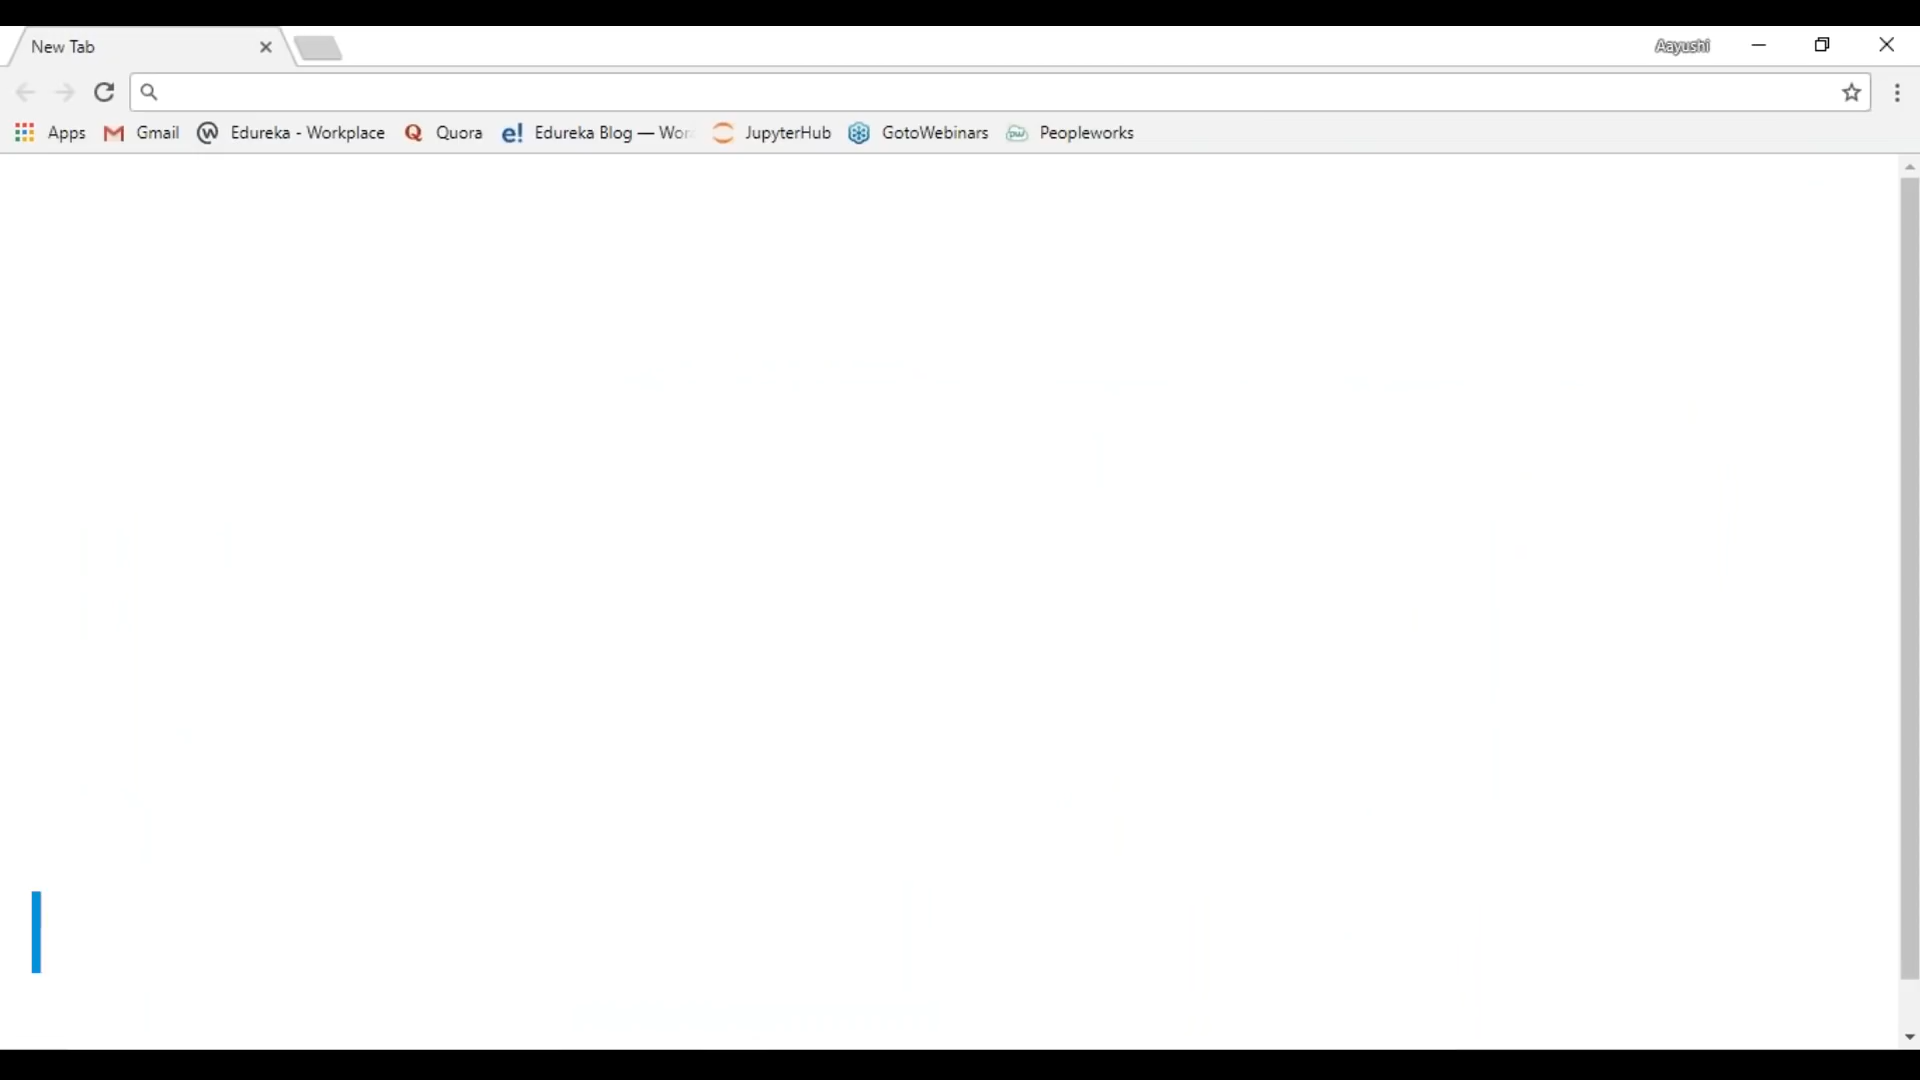 New Tab
Aayushi
Apps Gmail Edureka - Workplace Quora Edureka Blog — Wor JupyterHub GotoWebinars Peopleworks